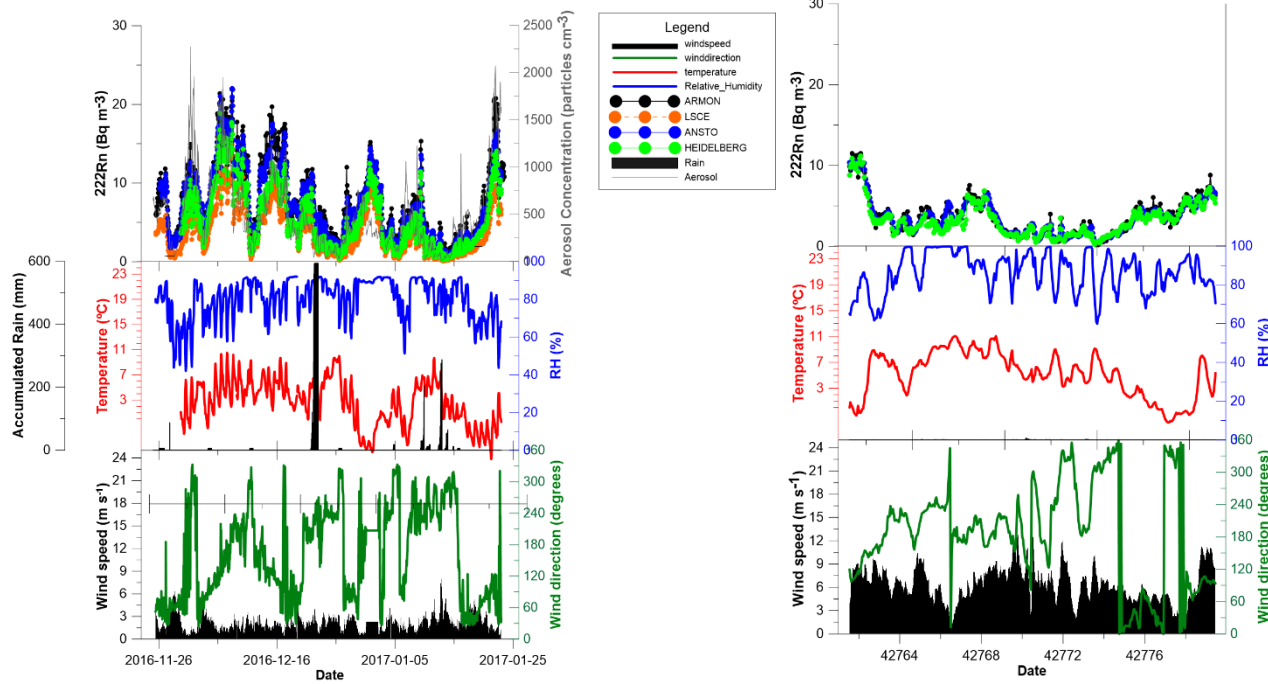 30
20
10
0
222Rn (Bq m-3)
2500
2000
1500
1000
500
Aerosol Concentration (particles cm-3)
600
400
200
0
Accumulated Rain (mm)
23
19
15
11
7
3
Temperature (ºC)
100
80
60
40
20
0
RH (%)
24
21
18
15
12
9
6
3
0
Wind speed (m s-1)
360
300
240
180
120
60
0
Wind direction (degrees)
2016-11-26 2016-12-16 2017-01-05 2017-01-25
Date
Legend
windspeed
winddirection
temperature
Relative_Humidity
ARMON
LSCE
ANSTO
HEIDELBERG
Rain
Aerosol
30
20
10
0
222Rn (Bq m-3)
23
19
15
11
7
3
Temperature (ºC)
100
80
60
40
20
RH (%)
24
21
18
15
12
9
6
3
0
Wind speed (m s-1)
360
300
240
180
120
60
0
Wind direction (degrees)
42764 42768 42772 42776
Date